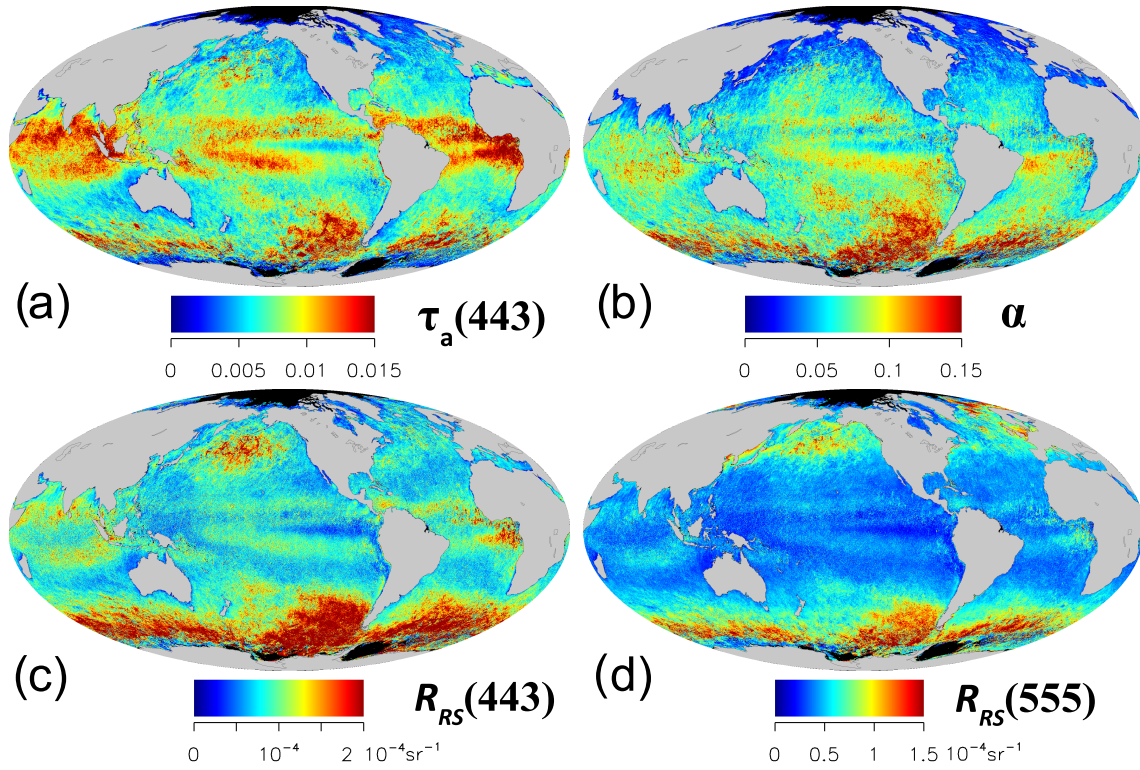 (a)
τa(443)
0 0.005 0.01 0.015
(b)
α
0 0.05 0.1 0.15
(c)
RRS(443)
0 10⁻⁴ 2 10⁻⁴sr⁻¹
(d)
RRS(555)
0 0.5 1 1.5 10⁻⁴sr⁻¹